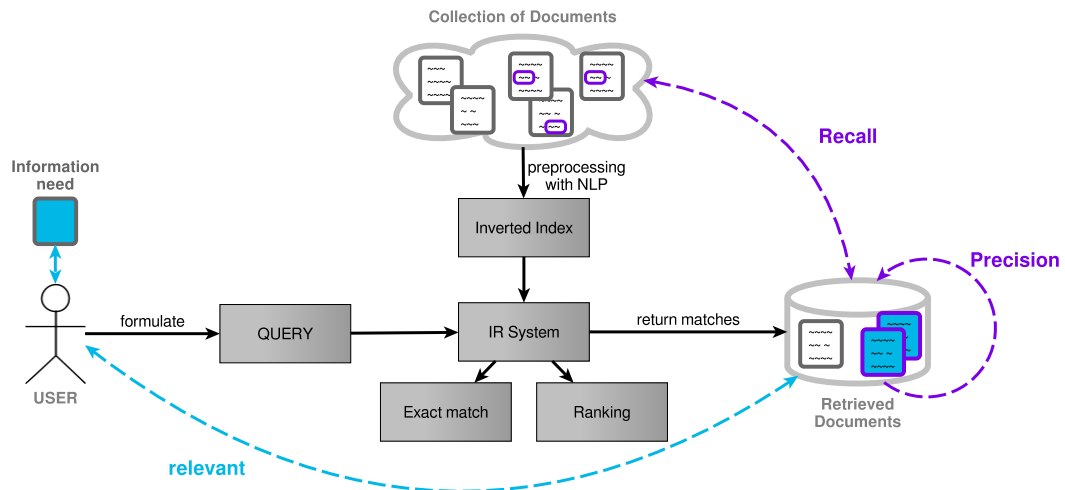 Collection of Documents
Recall
preprocessing
with NLP
Information
need
Inverted Index
Precision
formulate
QUERY
IR System
return matches
USER
Exact match
Ranking
Retrieved
Documents
relevant